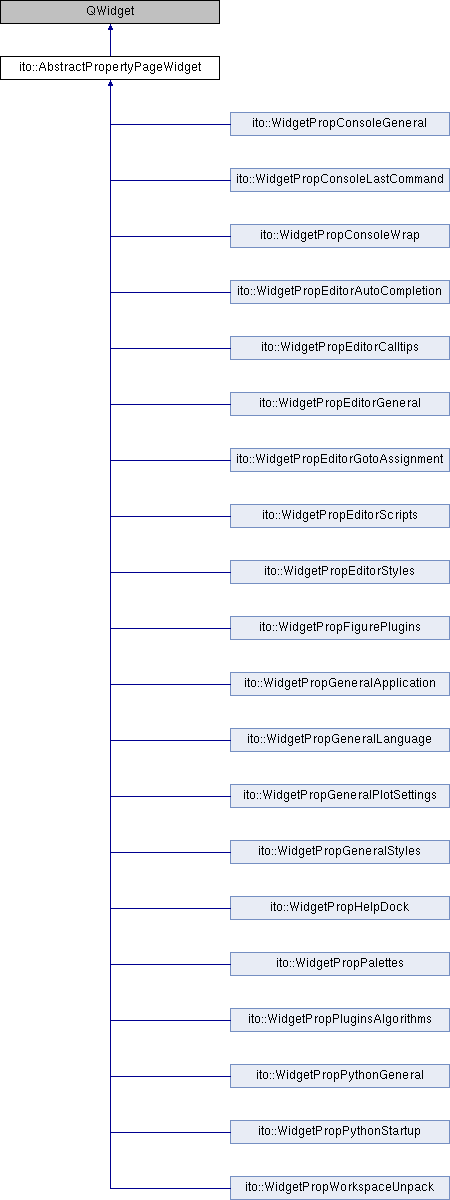 QWidget
ito::AbstractPropertyPageWidget
ito::WidgetPropConsoleGeneral
ito::WidgetPropConsoleLastCommand
ito::WidgetPropConsoleWrap
ito::WidgetPropEditorAutoCompletion
ito::WidgetPropEditorCalltips
ito::WidgetPropEditorGeneral
ito::WidgetPropEditorGotoAssignment
ito::WidgetPropEditorScripts
ito::WidgetPropEditorStyles
ito::WidgetPropFigurePlugins
ito::WidgetPropGeneralApplication
ito::WidgetPropGeneralLanguage
ito::WidgetPropGeneralPlotSettings
ito::WidgetPropGeneralStyles
ito::WidgetPropHelpDock
ito::WidgetPropPalettes
ito::WidgetPropPluginsAlgorithms
ito::WidgetPropPythonGeneral
ito::WidgetPropPythonStartup
ito::WidgetPropWorkspaceUnpack